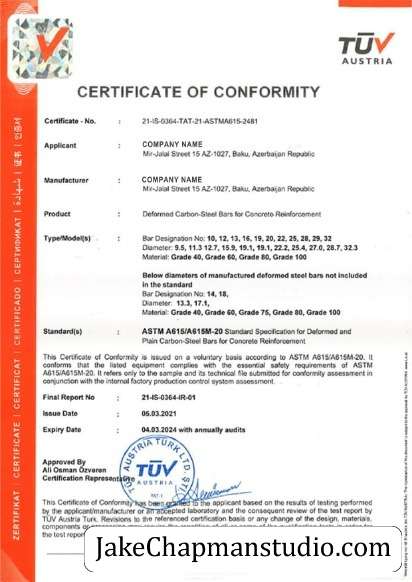 TÜV
AUSTRIA
CERTIFICATE OF CONFORMITY
Certificate - No. : 21-IS-0364-TAT-21-ASTMA615-2481
Applicant : COMPANY NAME
Mir-Jalal Street 15 AZ-1027, Baku, Azerbaijan Republic
Manufacturer : COMPANY NAME
Mir-Jalal Street 15 AZ-1027, Baku, Azerbaijan Republic
Product : Deformed Carbon-Steel Bars for Concrete Reinforcement
Type/Model(s) : Bar Designation No: 10, 12, 13, 16, 19, 20, 22, 25, 28, 29, 32
Diameter: 9.5, 11.3 12.7, 15.9, 19.1, 19.1, 22.2, 25.4, 27.0, 28.7, 32.3
Material: Grade 40, Grade 60, Grade 80, Grade 100
Below diameters of manufactured deformed steel bars not included
in the standard
Bar Designation No: 14, 18,
Diameter: 13.3, 17.1,
Material: Grade 40, Grade 60, Grade 75, Grade 80, Grade 100
Standard(s) : ASTM A615/A615M-20 Standard Specification for Deformed and
Plain Carbon-Steel Bars for Concrete Reinforcement
This Certificate of Conformity is issued on a voluntary basis according to ASTM A615/A615M-20. It
conforms that the listed equipment complies with the essential safety requirements of ASTM
A615/A615M-20. It refers only to the sample and its technical file submitted for conformity assessment in
conjunction with the internal factory production control system assessment.
Final Report No : 21-IS-0364-IR-01
Issue Date : 05.03.2021
Expiry Date : 04.03.2024 with annually audits
Approved By
Ali Osman Özvaren
Certification Representative
TÜV AUSTRIA TURK LTD. ŞTİ.
TÜV
AUSTRIA
This Certificate of Conformity has been granted to the applicant based on the results of testing performed
by the applicant/manufacturer or an accepted laboratory and the consequent review of the test report by
TÜV Austria Turk. Revisions to the referenced certification basis or any change of the design, materials,
components or
the test report
JakeChapmanstudio.com
ZERTIFIKAT | CERTIFICATE | CERTIFICAT | CERTIFICADO | СЕРТИФИКАТ | شهادة | 证书 | 인증서